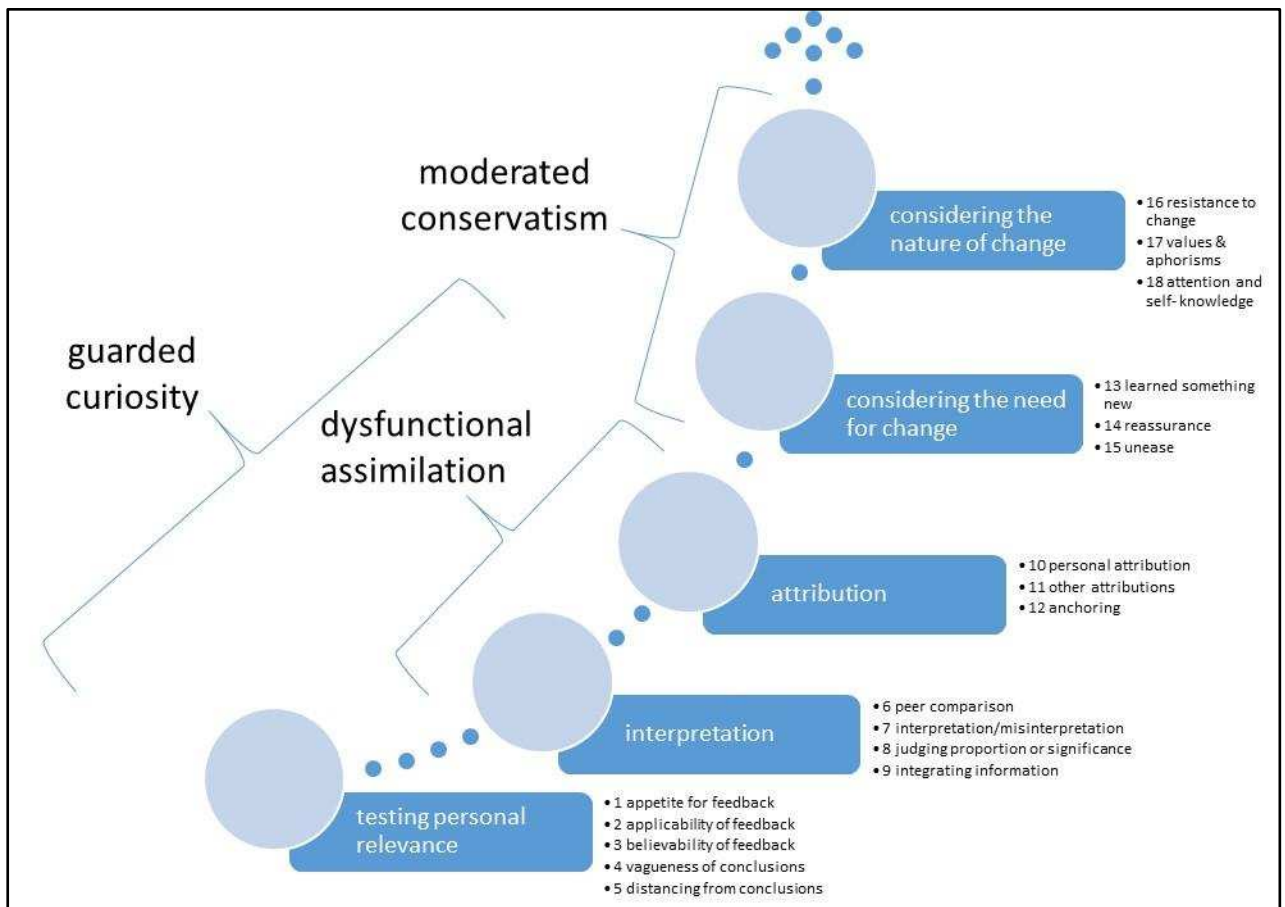 moderated
conservatism
guarded
curiosity
dysfunctional
assimilation
considering the
nature of change
• 16 resistance to
change
• 17 values &
aphorisms
• 18 attention and
self- knowledge
considering the need
for change
• 13 learned something
new
• 14 reassurance
• 15 unease
attribution
• 10 personal attribution
• 11 other attributions
• 12 anchoring
interpretation
• 6 peer comparison
• 7 interpretation/misinterpretation
• 8 judging proportion or significance
• 9 integrating information
testing personal
relevance
• 1 appetite for feedback
• 2 applicability of feedback
• 3 believability of feedback
• 4 vagueness of conclusions
• 5 distancing from conclusions